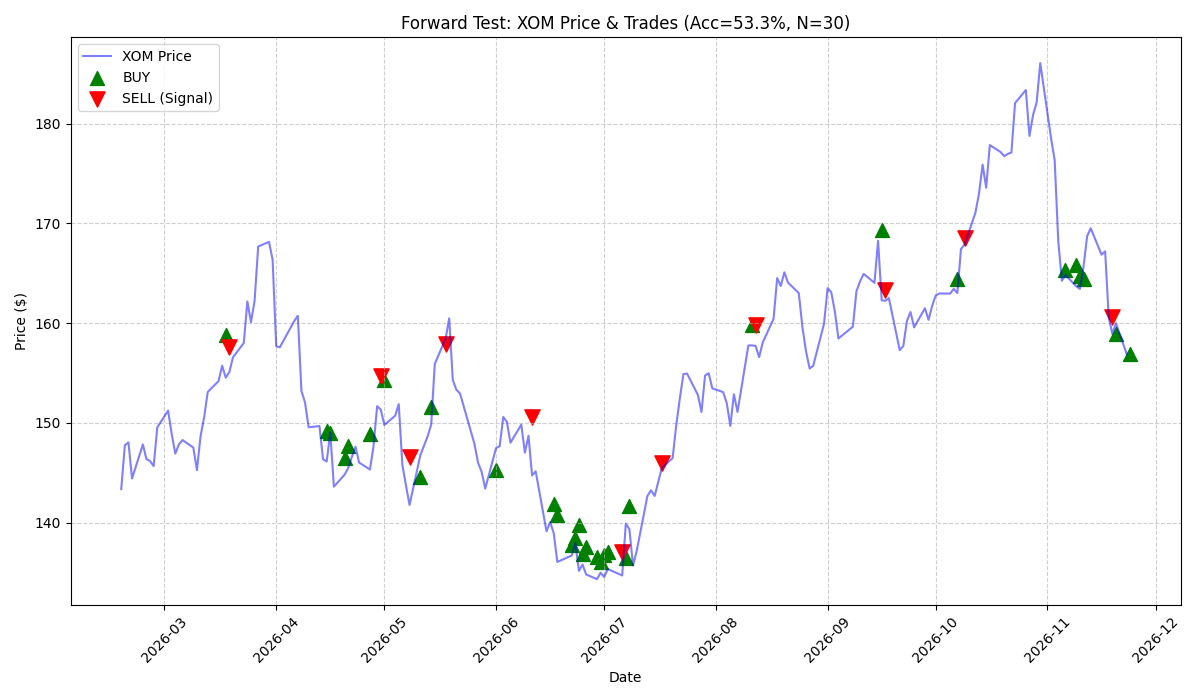 Forward Test: XOM Price & Trades (Acc=53.3%, N=30)
XOM Price
BUY
SELL (Signal)
Price ($)
180
170
160
150
140
2026-03
2026-04
2026-05
2026-06
2026-07
2026-08
2026-09
2026-10
2026-11
2026-12
Date